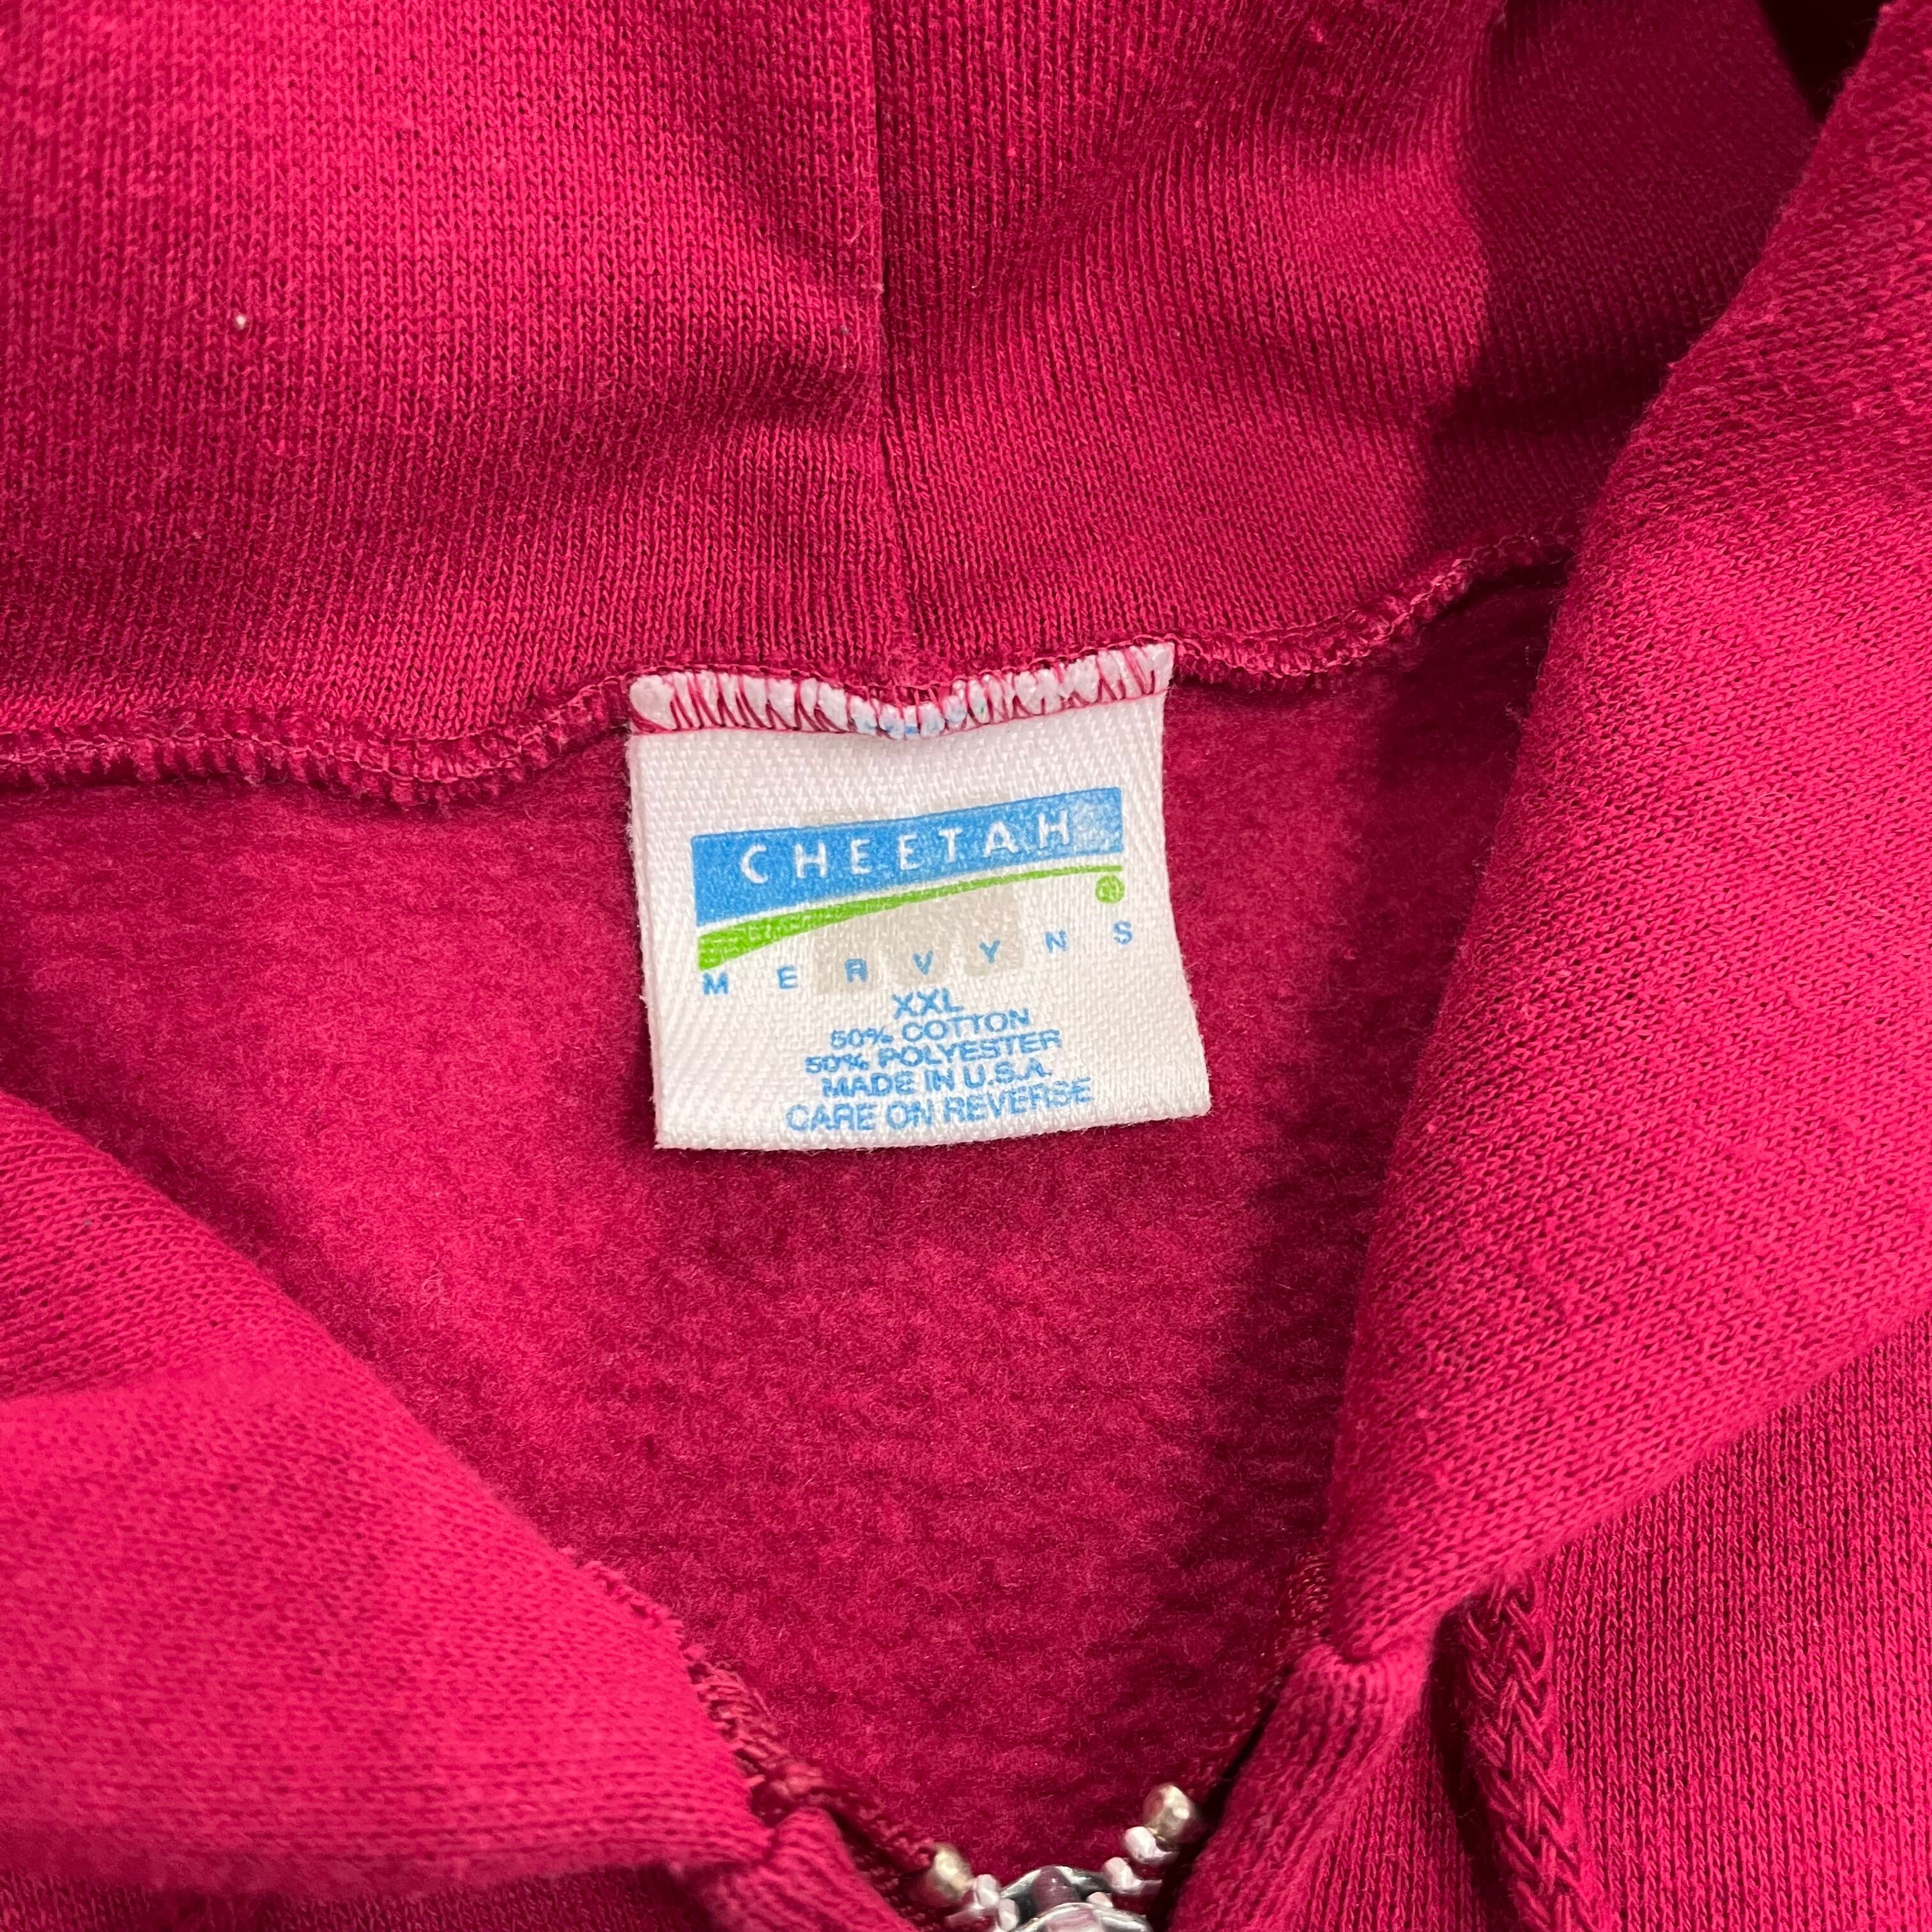 CHEETAH
®
MERVYNS
XXL
50% COTTON
50% POLYESTER
MADE IN U.S.A.
CARE ON REVERSE